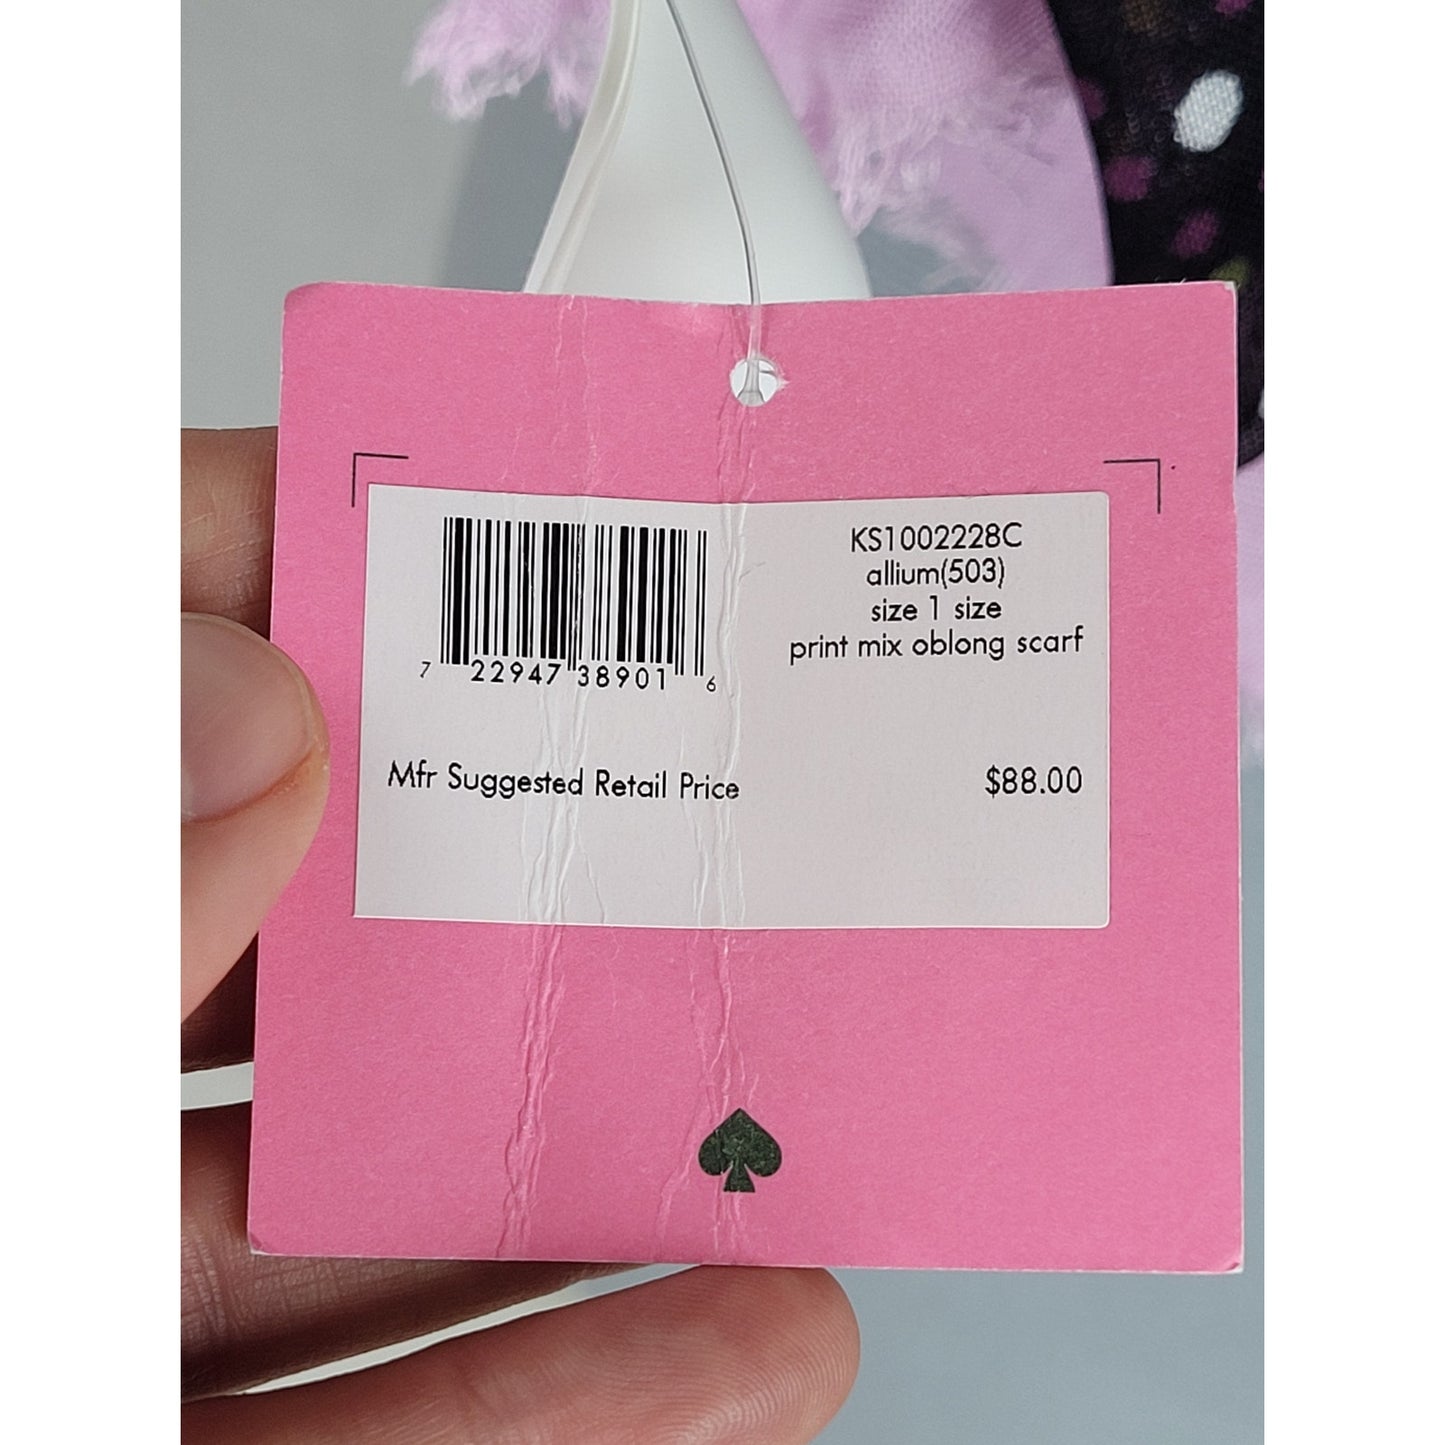 KS1002228C
allium(503)
size 1 size
print mix oblong scarf
7 22947 38901 6
Mfr Suggested Retail Price $88.00